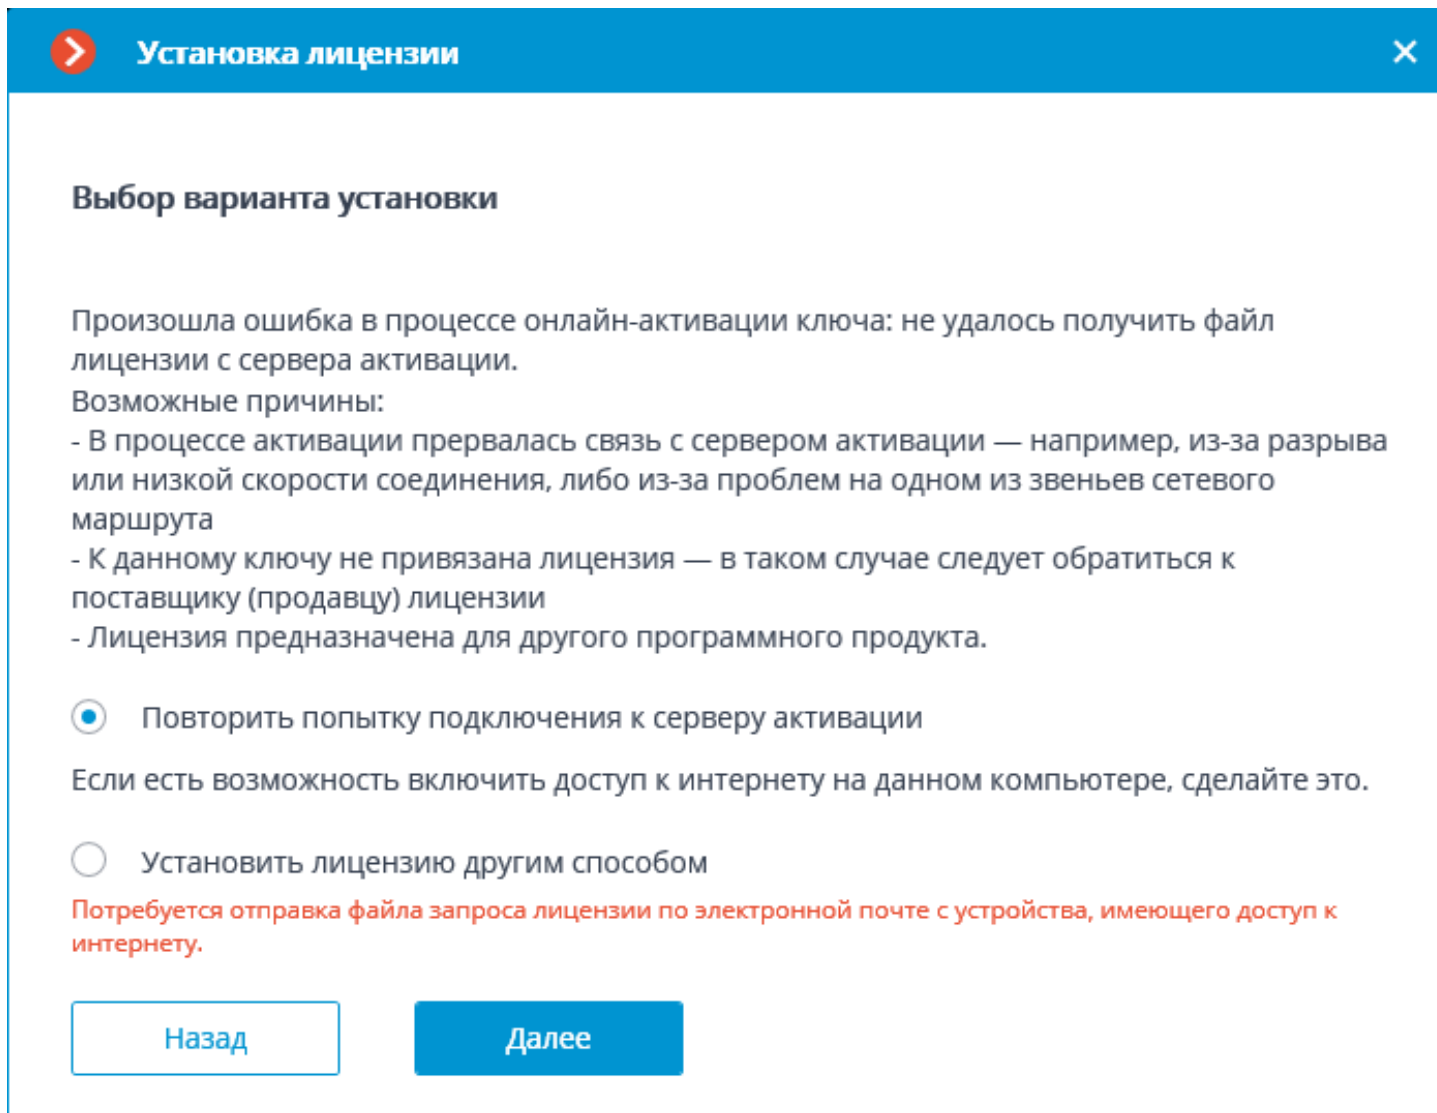 Установка лицензии
Выбор варианта установки
Произошла ошибка в процессе онлайн-активации ключа: не удалось получить файл
лицензии с сервера активации.
Возможные причины:
- В процессе активации прервалась связь с сервером активации — например, из-за разрыва
или низкой скорости соединения, либо из-за проблем на одном из звеньев сетевого
маршрута
- К данному ключу не привязана лицензия — в таком случае следует обратиться к
поставщику (продавцу) лицензии
- Лицензия предназначена для другого программного продукта.
Повторить попытку подключения к серверу активации
Если есть возможность включить доступ к интернету на данном компьютере, сделайте это.
Установить лицензию другим способом
Потребуется отправка файла запроса лицензии по электронной почте с устройства, имеющего доступ к
интернету.
Назад
Далее